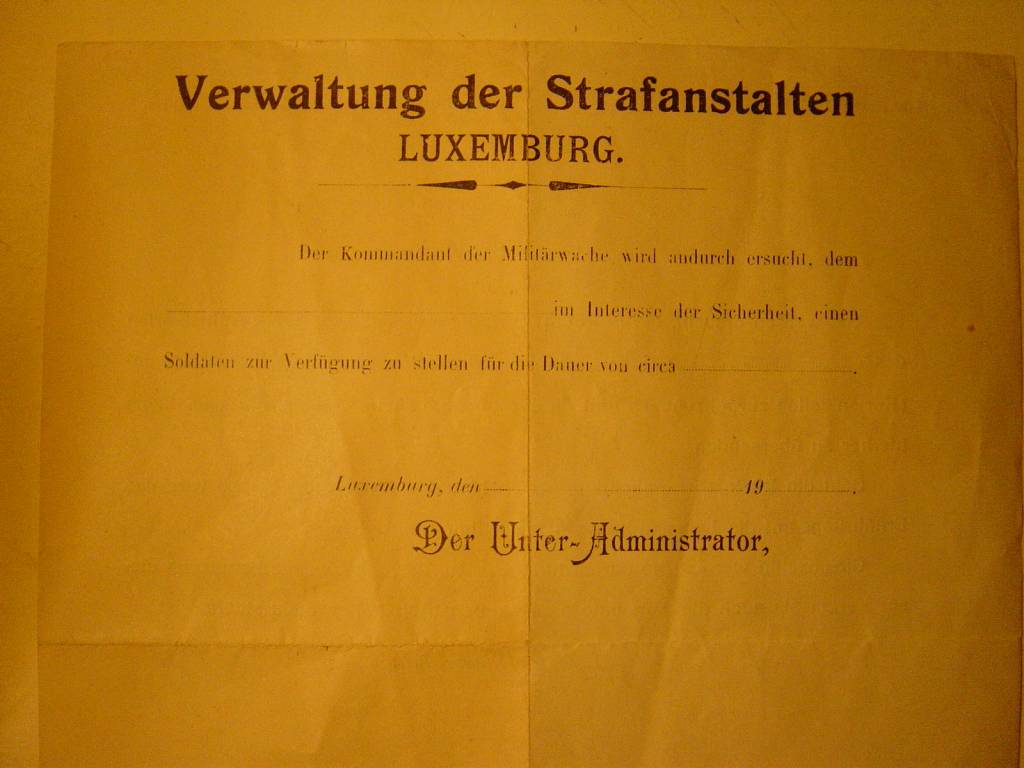 Verwaltung der Strafanstalten
LUXEMBURG.
Der Kommandant der Militärwache wird andurch ersucht, dem
im Interesse der Sicherheit, einen
Soldaten zur Verfügung zu stellen für die Dauer von circa .
Luxemburg, den 19 .
Der Unter-Administrator,